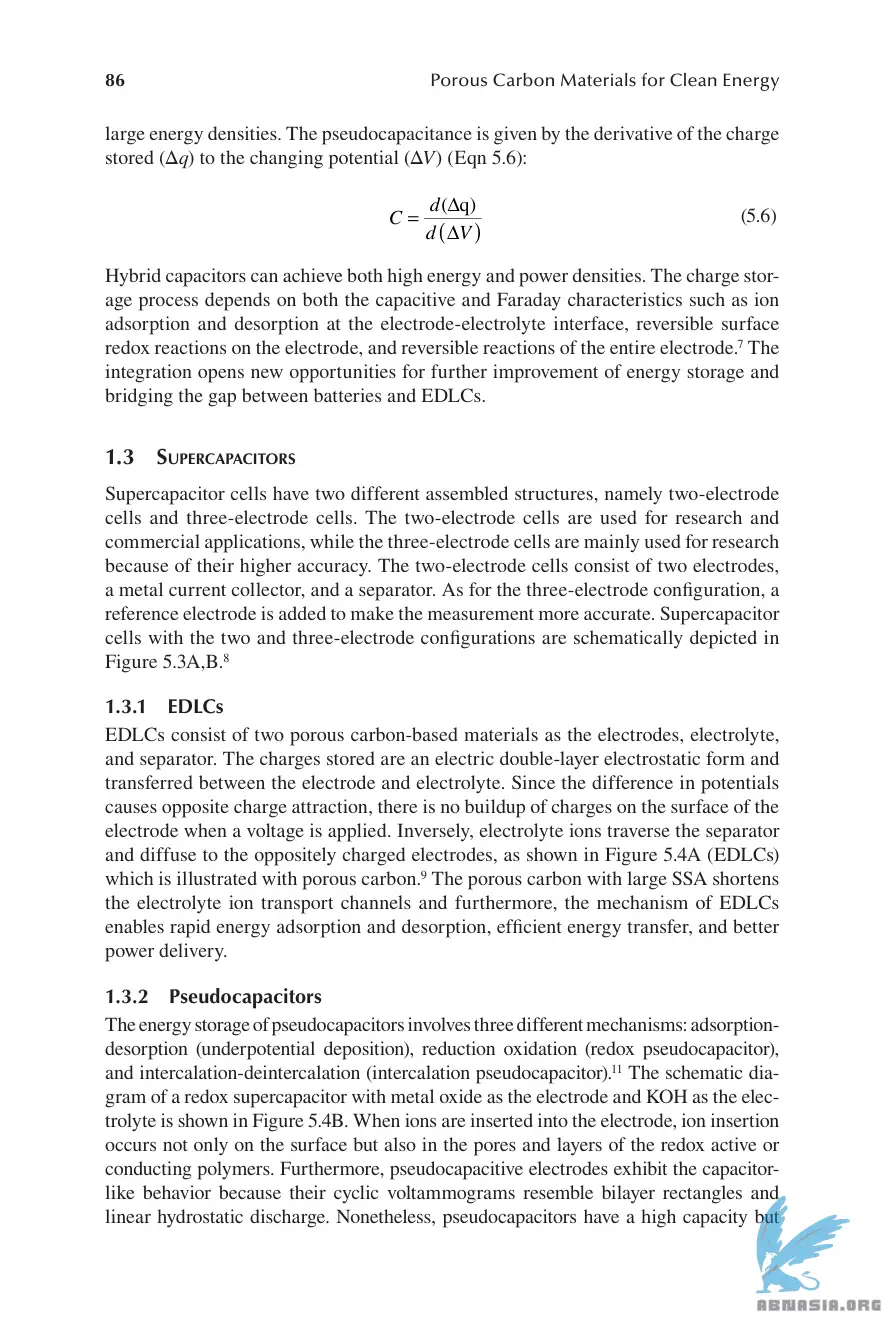 86 Porous Carbon Materials for Clean Energy
large energy densities. The pseudocapacitance is given by the derivative of the charge
stored (Δq) to the changing potential (ΔV) (Eqn 5.6):
C = d(Δq) / d(ΔV) (5.6)
Hybrid capacitors can achieve both high energy and power densities. The charge stor-
age process depends on both the capacitive and Faraday characteristics such as ion
adsorption and desorption at the electrode-electrolyte interface, reversible surface
redox reactions on the electrode, and reversible reactions of the entire electrode.⁷ The
integration opens new opportunities for further improvement of energy storage and
bridging the gap between batteries and EDLCs.
1.3 Supercapacitors
Supercapacitor cells have two different assembled structures, namely two-electrode
cells and three-electrode cells. The two-electrode cells are used for research and
commercial applications, while the three-electrode cells are mainly used for research
because of their higher accuracy. The two-electrode cells consist of two electrodes,
a metal current collector, and a separator. As for the three-electrode configuration, a
reference electrode is added to make the measurement more accurate. Supercapacitor
cells with the two and three-electrode configurations are schematically depicted in
Figure 5.3A,B.⁸
1.3.1 EDLCs
EDLCs consist of two porous carbon-based materials as the electrodes, electrolyte,
and separator. The charges stored are an electric double-layer electrostatic form and
transferred between the electrode and electrolyte. Since the difference in potentials
causes opposite charge attraction, there is no buildup of charges on the surface of the
electrode when a voltage is applied. Inversely, electrolyte ions traverse the separator
and diffuse to the oppositely charged electrodes, as shown in Figure 5.4A (EDLCs)
which is illustrated with porous carbon.⁹ The porous carbon with large SSA shortens
the electrolyte ion transport channels and furthermore, the mechanism of EDLCs
enables rapid energy adsorption and desorption, efficient energy transfer, and better
power delivery.
1.3.2 Pseudocapacitors
The energy storage of pseudocapacitors involves three different mechanisms: adsorption-
desorption (underpotential deposition), reduction oxidation (redox pseudocapacitor),
and intercalation-deintercalation (intercalation pseudocapacitor).¹¹ The schematic dia-
gram of a redox supercapacitor with metal oxide as the electrode and KOH as the elec-
trolyte is shown in Figure 5.4B. When ions are inserted into the electrode, ion insertion
occurs not only on the surface but also in the pores and layers of the redox active or
conducting polymers. Furthermore, pseudocapacitive electrodes exhibit the capacitor-
like behavior because their cyclic voltammograms resemble bilayer rectangles and
linear hydrostatic discharge. Nonetheless, pseudocapacitors have a high capacity but
ABNASIA.ORG